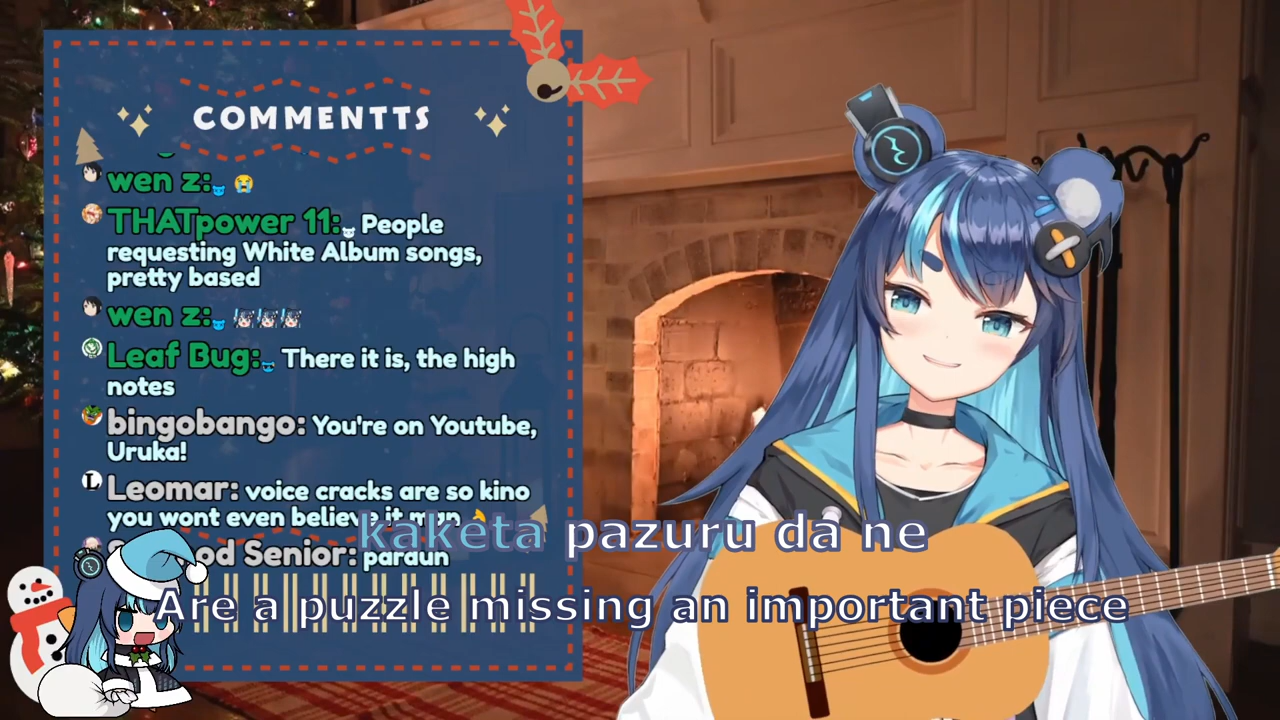 COMMENTTS
wen z:
THATpower 11: People
requesting White Album songs,
pretty based
wen z:
Leaf Bug: There it is, the high
notes
bingobango: You're on Youtube,
Uruka!
Leomar: voice cracks are so kino
you wont even believe it man
od Senior: paraun
kaketa pazuru da ne
Are a puzzle missing an important piece